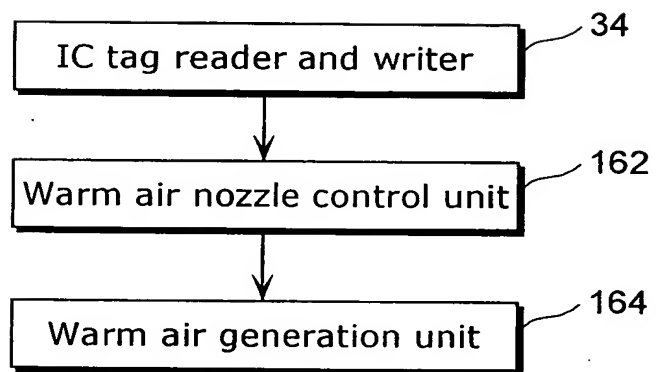 34
IC tag reader and writer
162
Warm air nozzle control unit
164
Warm air generation unit